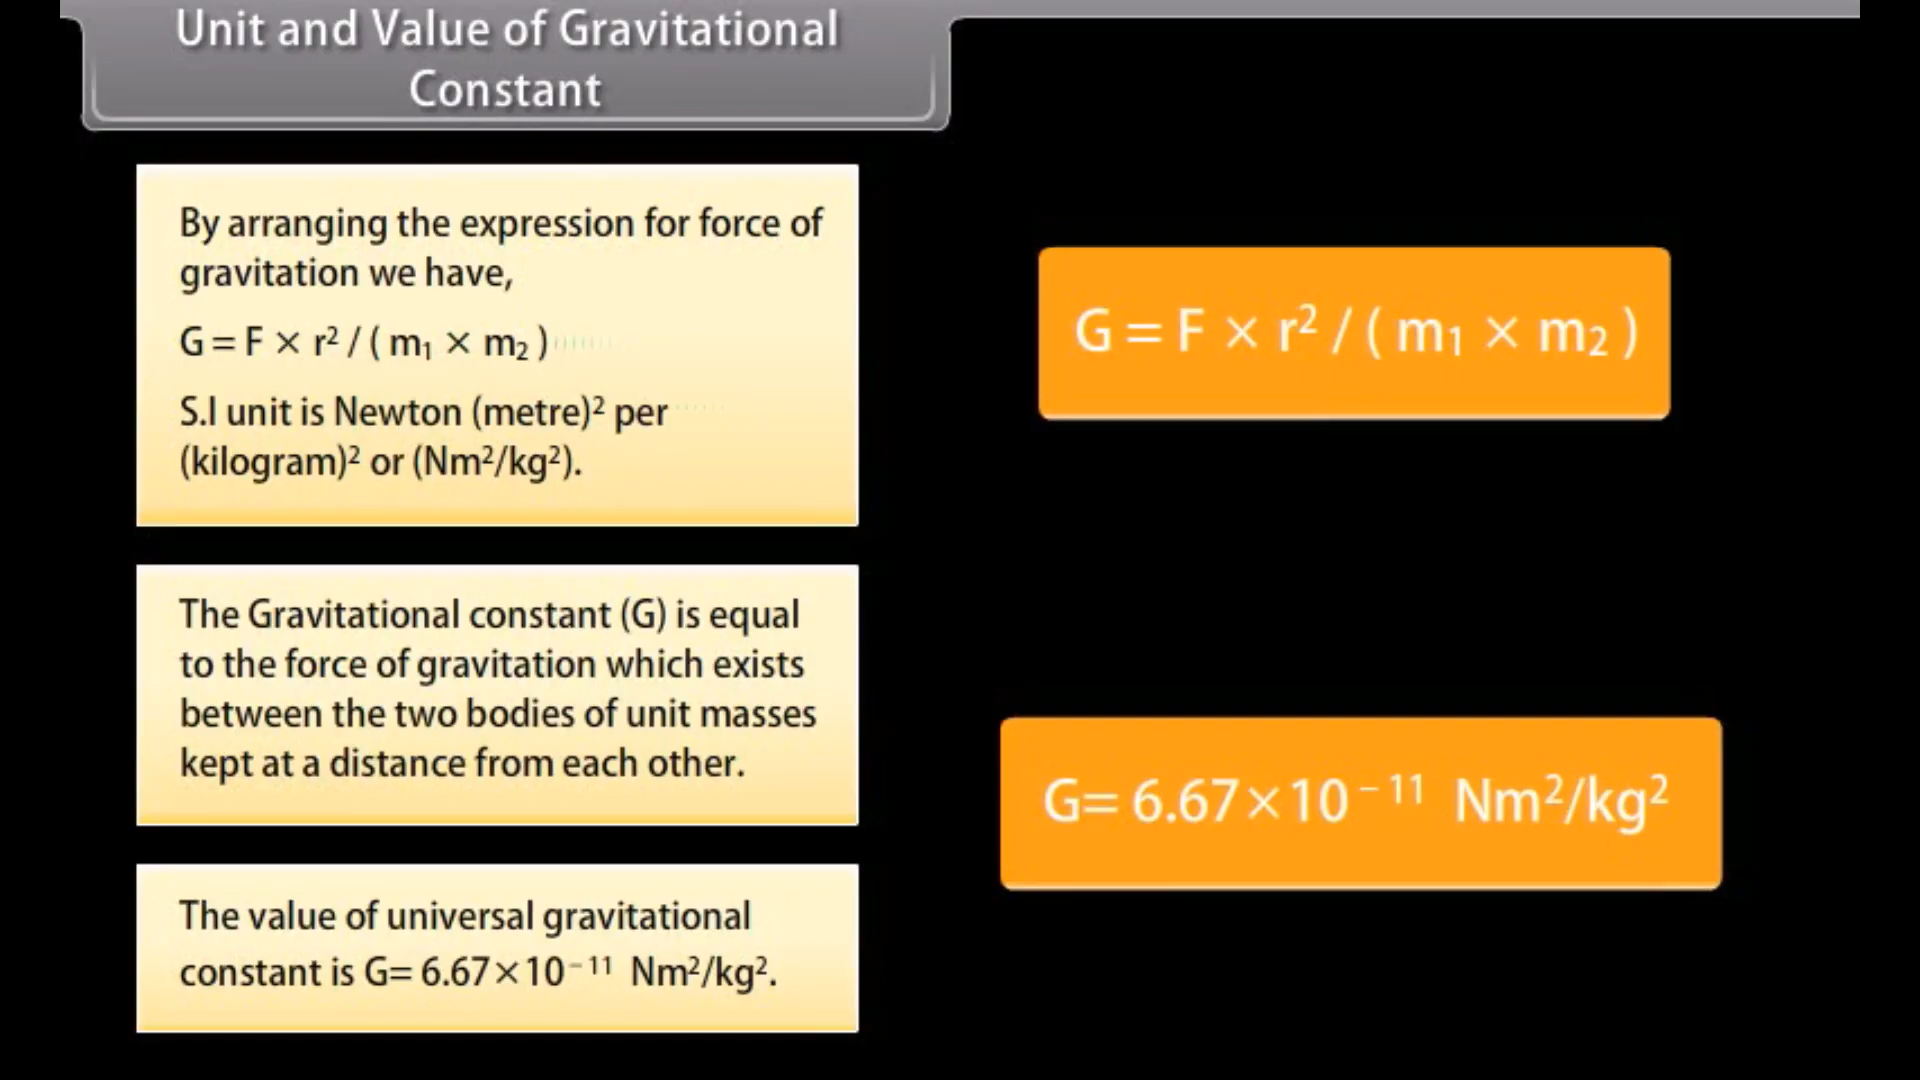 Unit and Value of Gravitational
Constant
By arranging the expression for force of
gravitation we have,
G = F × r² / ( m₁ × m₂ )
S.I unit is Newton (metre)² per
(kilogram)² or (Nm²/kg²).
The Gravitational constant (G) is equal
to the force of gravitation which exists
between the two bodies of unit masses
kept at a distance from each other.
The value of universal gravitational
constant is G= 6.67×10⁻¹¹ Nm²/kg².
G = F × r² / ( m₁ × m₂ )
G= 6.67×10⁻¹¹ Nm²/kg²